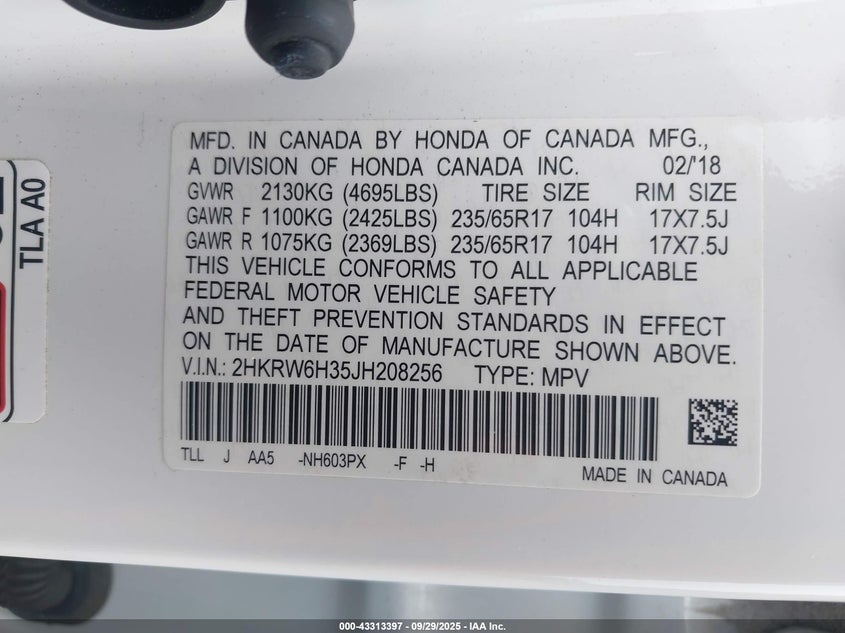 MFD. IN CANADA BY HONDA OF CANADA MFG.,
A DIVISION OF HONDA CANADA INC. 02/'18
GVWR 2130KG (4695LBS) TIRE SIZE RIM SIZE
GAWR F 1100KG (2425LBS) 235/65R17 104H 17X7.5J
GAWR R 1075KG (2369LBS) 235/65R17 104H 17X7.5J
THIS VEHICLE CONFORMS TO ALL APPLICABLE
FEDERAL MOTOR VEHICLE SAFETY
AND THEFT PREVENTION STANDARDS IN EFFECT
ON THE DATE OF MANUFACTURE SHOWN ABOVE.
V.I.N.: 2HKRW6H35JH208256 TYPE: MPV
TLL J AA5 -NH603PX -F -H
MADE IN CANADA
TLA A0
000-43313397 - 09/29/2025 - IAA Inc.